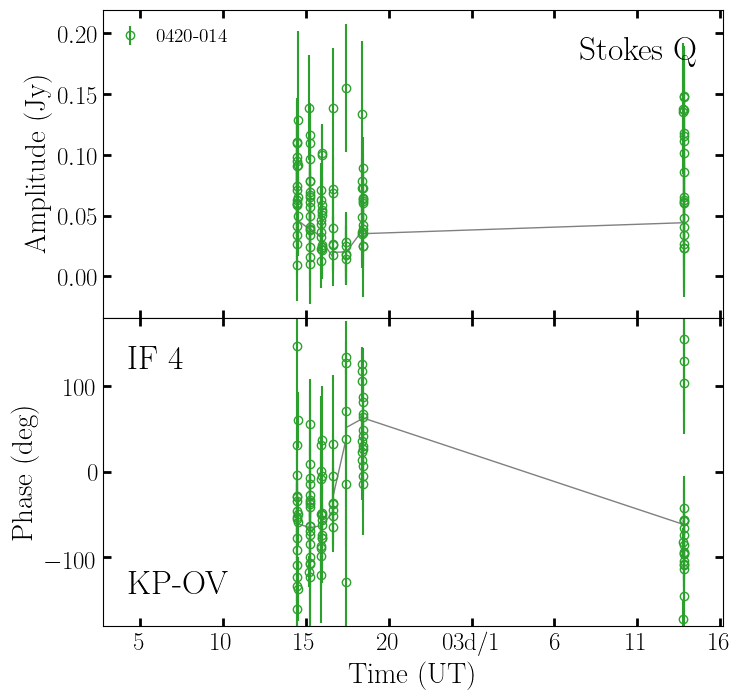 0420-014
Stokes Q
0.20
0.15
0.10
0.05
0.00
Amplitude (Jy)
IF 4
100
0
−100
Phase (deg)
KP-OV
5 10 15 20 03d/1 6 11 16
Time (UT)